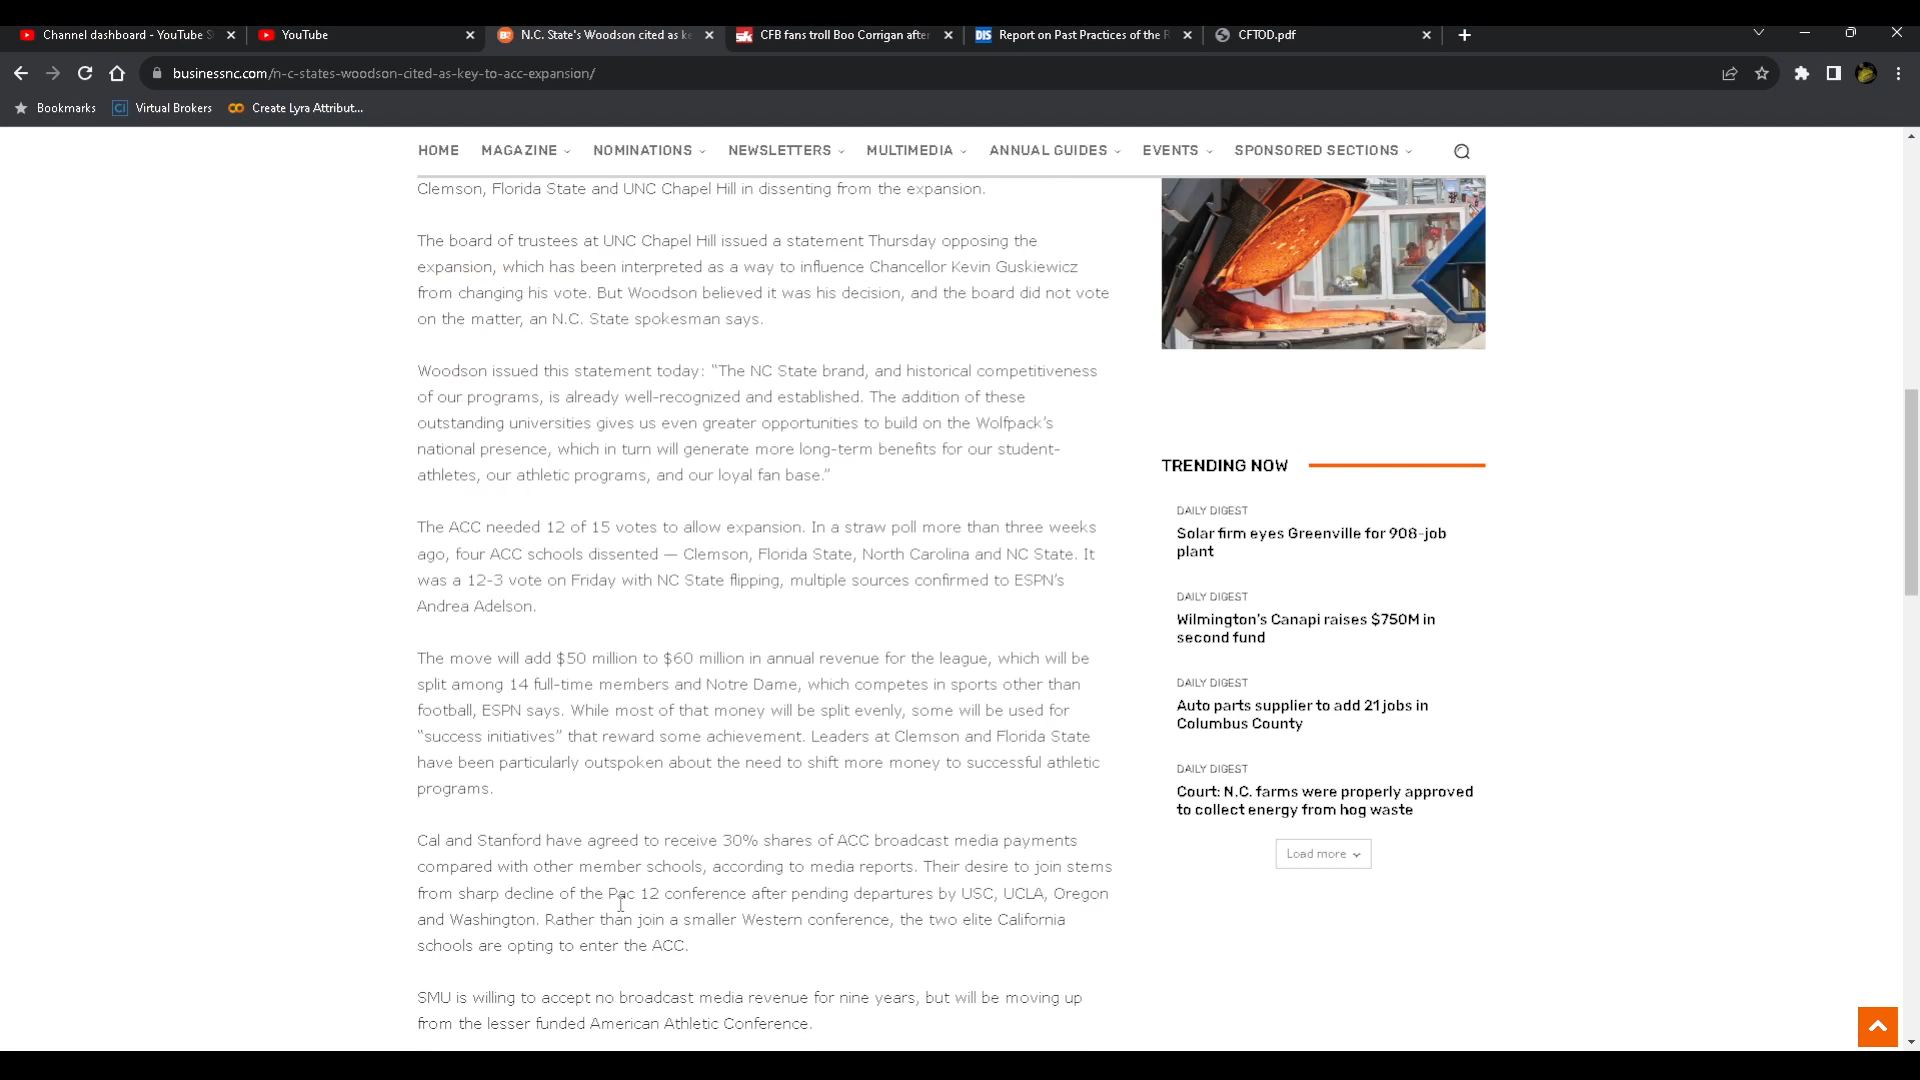 Channel dashboard - YouTube S
YouTube
N.C. State's Woodson cited as ke
CFB fans troll Boo Corrigan after
Report on Past Practices of the R
CFTOD.pdf
businessnc.com/n-c-states-woodson-cited-as-key-to-acc-expansion/
Bookmarks
Virtual Brokers
Create Lyra Attribut...
HOME MAGAZINE NOMINATIONS NEWSLETTERS MULTIMEDIA ANNUAL GUIDES EVENTS SPONSORED SECTIONS
Clemson, Florida State and UNC Chapel Hill in dissenting from the expansion.
The board of trustees at UNC Chapel Hill issued a statement Thursday opposing the
expansion, which has been interpreted as a way to influence Chancellor Kevin Guskiewicz
from changing his vote. But Woodson believed it was his decision, and the board did not vote
on the matter, an N.C. State spokesman says.
Woodson issued this statement today: “The NC State brand, and historical competitiveness
of our programs, is already well-recognized and established. The addition of these
outstanding universities gives us even greater opportunities to build on the Wolfpack’s
national presence, which in turn will generate more long-term benefits for our student-
athletes, our athletic programs, and our loyal fan base.”
The ACC needed 12 of 15 votes to allow expansion. In a straw poll more than three weeks
ago, four ACC schools dissented — Clemson, Florida State, North Carolina and NC State. It
was a 12-3 vote on Friday with NC State flipping, multiple sources confirmed to ESPN’s
Andrea Adelson.
The move will add $50 million to $60 million in annual revenue for the league, which will be
split among 14 full-time members and Notre Dame, which competes in sports other than
football, ESPN says. While most of that money will be split evenly, some will be used for
“success initiatives” that reward some achievement. Leaders at Clemson and Florida State
have been particularly outspoken about the need to shift more money to successful athletic
programs.
Cal and Stanford have agreed to receive 30% shares of ACC broadcast media payments
compared with other member schools, according to media reports. Their desire to join stems
from sharp decline of the Pac 12 conference after pending departures by USC, UCLA, Oregon
and Washington. Rather than join a smaller Western conference, the two elite California
schools are opting to enter the ACC.
SMU is willing to accept no broadcast media revenue for nine years, but will be moving up
from the lesser funded American Athletic Conference.
TRENDING NOW
DAILY DIGEST
Solar firm eyes Greenville for 908-job
plant
DAILY DIGEST
Wilmington's Canapi raises $750M in
second fund
DAILY DIGEST
Auto parts supplier to add 21 jobs in
Columbus County
DAILY DIGEST
Court: N.C. farms were properly approved
to collect energy from hog waste
Load more